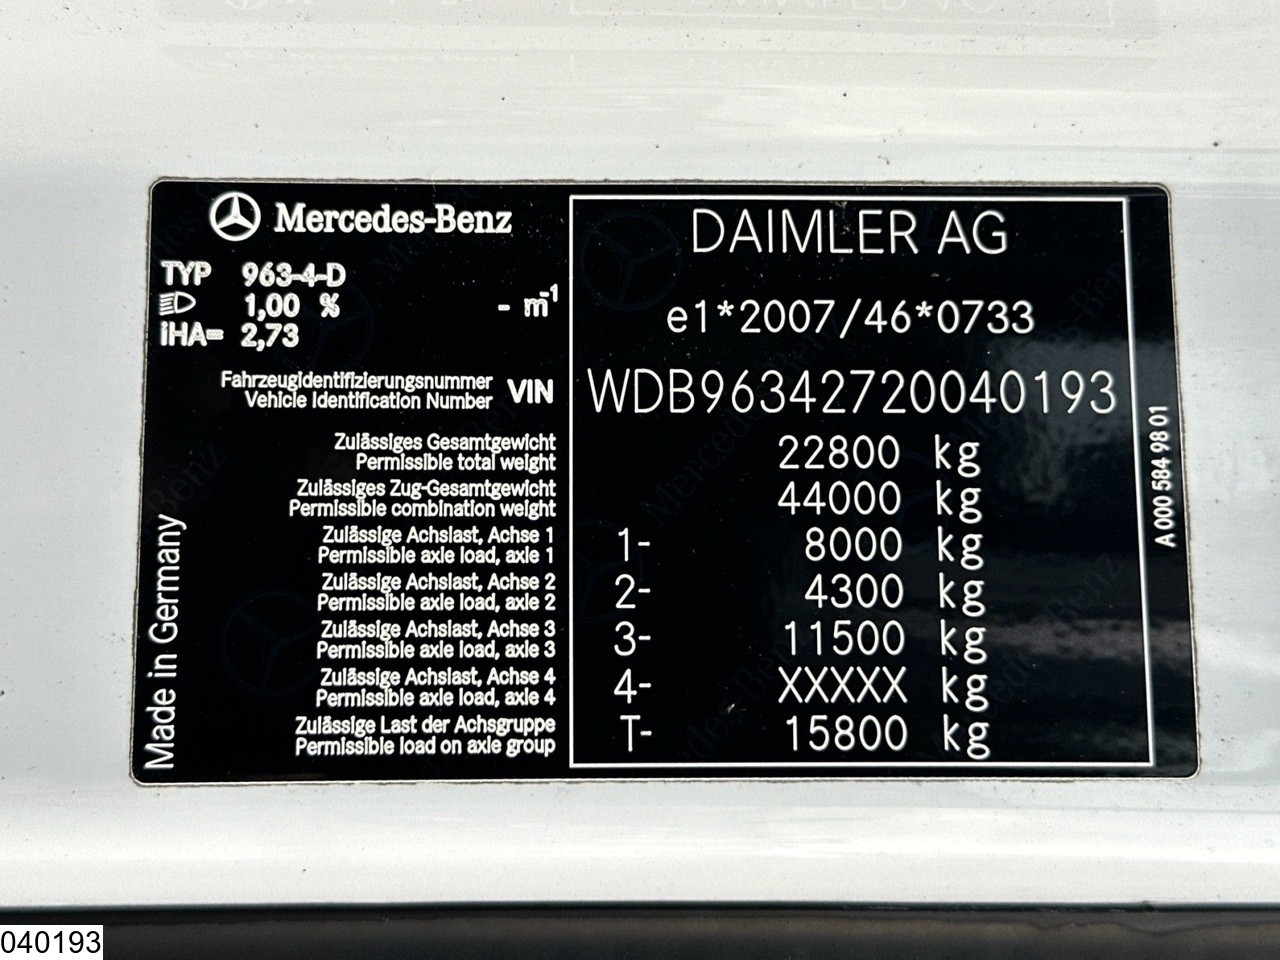 Mercedes-Benz
TYP 963-4-D
1,00 % - m-1
iHA= 2,73
DAIMLER AG
e1*2007/46*0733
Fahrzeugidentifizierungsnummer
Vehicle Identification Number
VIN WDB96342720040193
Zulässiges Gesamtgewicht
Permissible total weight
22800 kg
Zulässiges Zug-Gesamtgewicht
Permissible combination weight
44000 kg
Zulässige Achslast, Achse 1
Permissible axle load, axle 1
1- 8000 kg
Zulässige Achslast, Achse 2
Permissible axle load, axle 2
2- 4300 kg
Zulässige Achslast, Achse 3
Permissible axle load, axle 3
3- 11500 kg
Zulässige Achslast, Achse 4
Permissible axle load, axle 4
4- XXXXX kg
Zulässige Last der Achsgruppe
Permissible load on axle group
T- 15800 kg
Made in Germany
A 000 584 98 01
040193